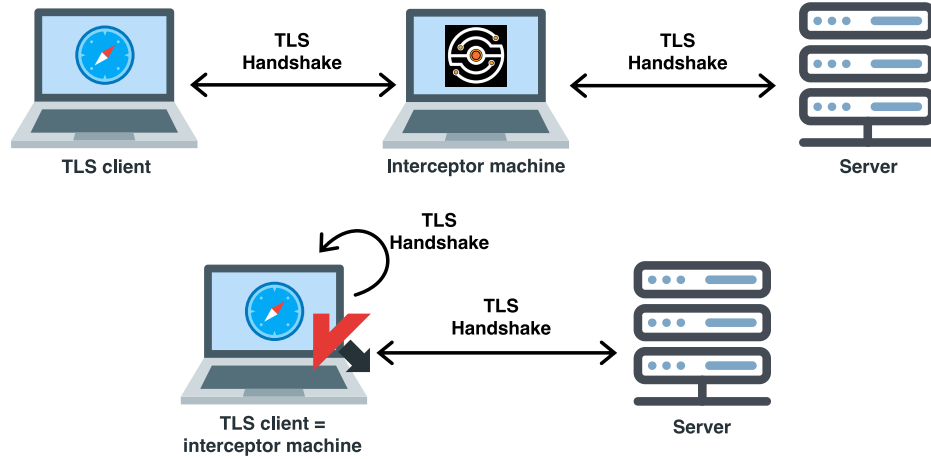 TLS
Handshake
TLS
Handshake
TLS client
Interceptor machine
Server
TLS
Handshake
TLS
Handshake
TLS client =
interceptor machine
Server